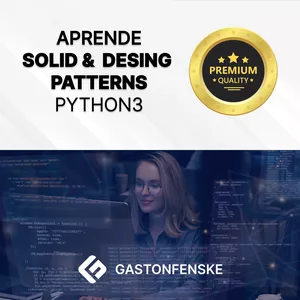 APRENDE
SOLID & DESING
PATTERNS
PYTHON3
PREMIUM
QUALITY
GASTONFENSKE